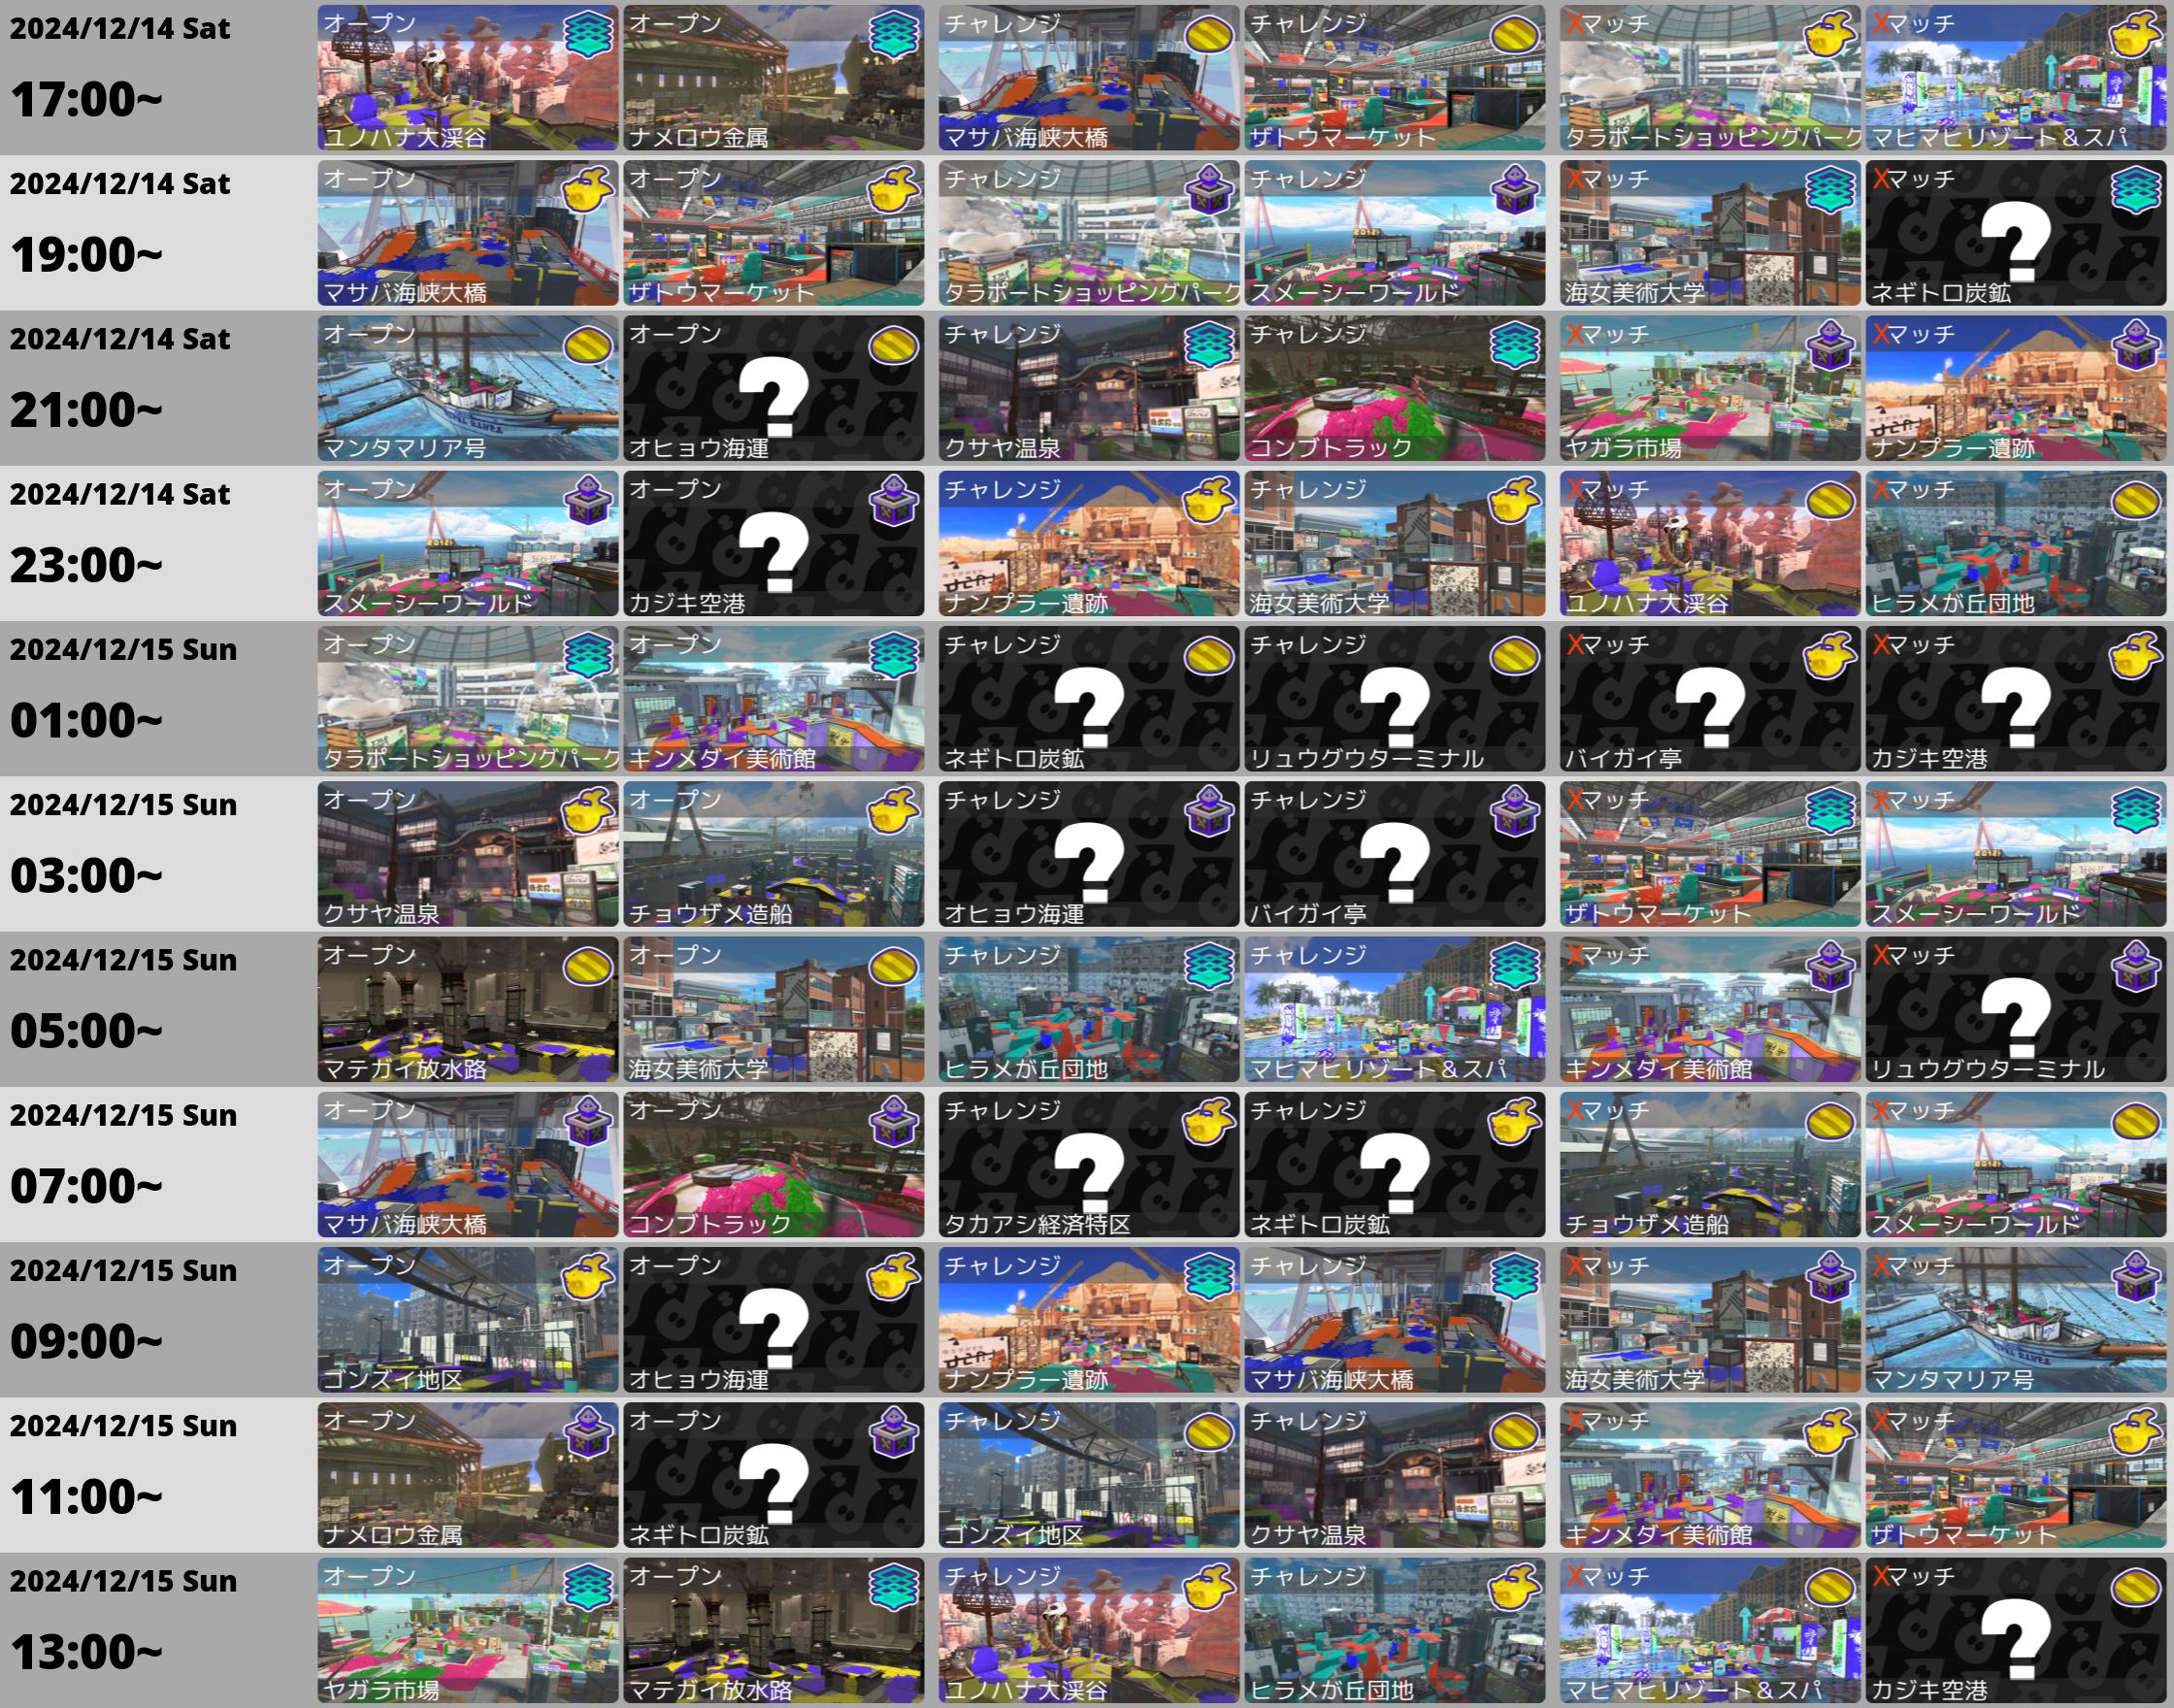 2024/12/14 Sat
17:00~
オープン
ユノハナ大渓谷
オープン
ナメロウ金属
チャレンジ
マサバ海峡大橋
チャレンジ
ザトウマーケット
Xマッチ
タラポートショッピングパーク
Xマッチ
マヒマヒリゾート&スパ
2024/12/14 Sat
19:00~
オープン
マサバ海峡大橋
オープン
ザトウマーケット
チャレンジ
タラポートショッピングパーク
チャレンジ
スメーシーワールド
Xマッチ
海女美術大学
Xマッチ
?
ネギトロ炭鉱
2024/12/14 Sat
21:00~
オープン
マンタマリア号
オープン
?
オヒョウ海運
チャレンジ
クサヤ温泉
チャレンジ
コンブトラック
Xマッチ
ヤガラ市場
Xマッチ
ナンプラー遺跡
2024/12/14 Sat
23:00~
オープン
スメーシーワールド
オープン
?
カジキ空港
チャレンジ
ナンプラー遺跡
チャレンジ
海女美術大学
Xマッチ
ユノハナ大渓谷
Xマッチ
ヒラメが丘団地
2024/12/15 Sun
01:00~
オープン
タラポートショッピングパーク
オープン
キンメダイ美術館
チャレンジ
?
ネギトロ炭鉱
チャレンジ
?
リュウグウターミナル
Xマッチ
?
バイガイ亭
Xマッチ
?
カジキ空港
2024/12/15 Sun
03:00~
オープン
クサヤ温泉
オープン
チョウザメ造船
チャレンジ
?
オヒョウ海運
チャレンジ
?
バイガイ亭
Xマッチ
ザトウマーケット
Xマッチ
スメーシーワールド
2024/12/15 Sun
05:00~
オープン
マテガイ放水路
オープン
海女美術大学
チャレンジ
ヒラメが丘団地
チャレンジ
マヒマヒリゾート&スパ
Xマッチ
キンメダイ美術館
Xマッチ
?
リュウグウターミナル
2024/12/15 Sun
07:00~
オープン
マサバ海峡大橋
オープン
コンブトラック
チャレンジ
?
タカアシ経済特区
チャレンジ
?
ネギトロ炭鉱
Xマッチ
チョウザメ造船
Xマッチ
スメーシーワールド
2024/12/15 Sun
09:00~
オープン
ゴンズイ地区
オープン
?
オヒョウ海運
チャレンジ
ナンプラー遺跡
チャレンジ
マサバ海峡大橋
Xマッチ
海女美術大学
Xマッチ
マンタマリア号
2024/12/15 Sun
11:00~
オープン
ナメロウ金属
オープン
?
ネギトロ炭鉱
チャレンジ
ゴンズイ地区
チャレンジ
クサヤ温泉
Xマッチ
キンメダイ美術館
Xマッチ
ザトウマーケット
2024/12/15 Sun
13:00~
オープン
ヤガラ市場
オープン
マテガイ放水路
チャレンジ
ユノハナ大渓谷
チャレンジ
ヒラメが丘団地
Xマッチ
マヒマヒリゾート&スパ
Xマッチ
?
カジキ空港